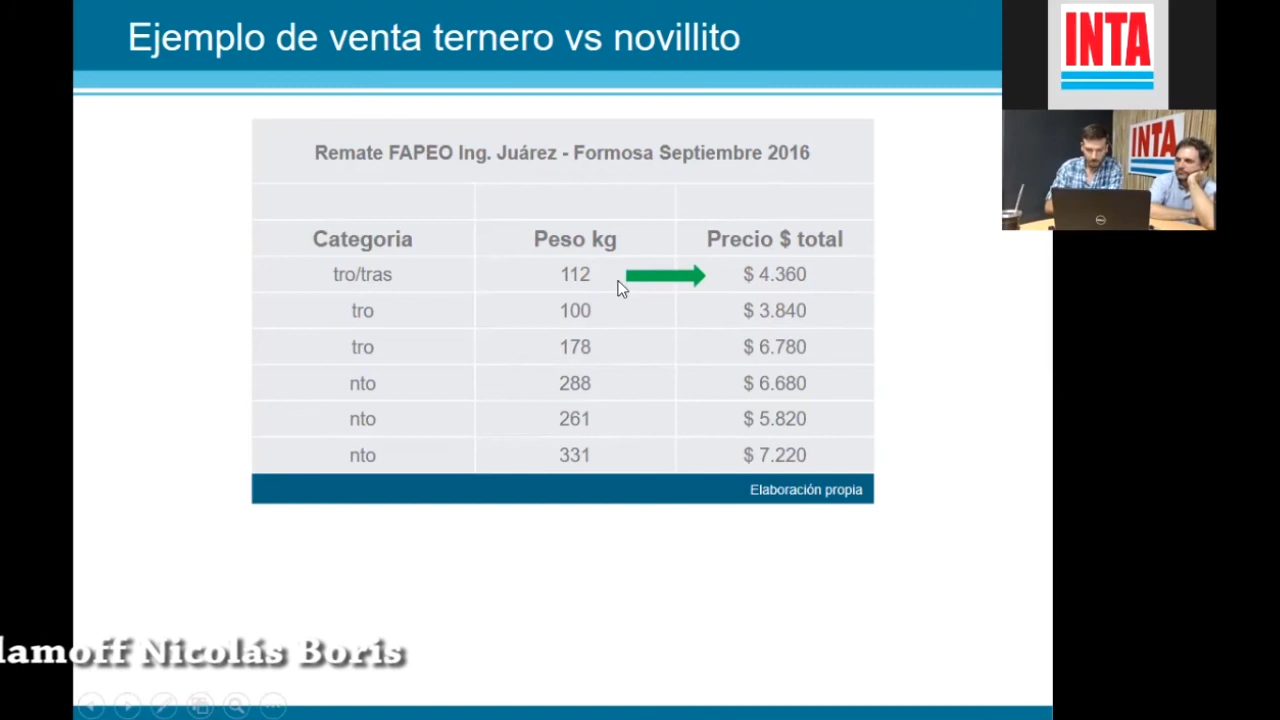 Ejemplo de venta ternero vs novillito
INTA
INTA
Remate FAPEO Ing. Juárez - Formosa Septiembre 2016
Categoria Peso kg Precio $ total
tro/tras 112 $ 4.360
tro 100 $ 3.840
tro 178 $ 6.780
nto 288 $ 6.680
nto 261 $ 5.820
nto 331 $ 7.220
Elaboración propia
Nicolás Boris